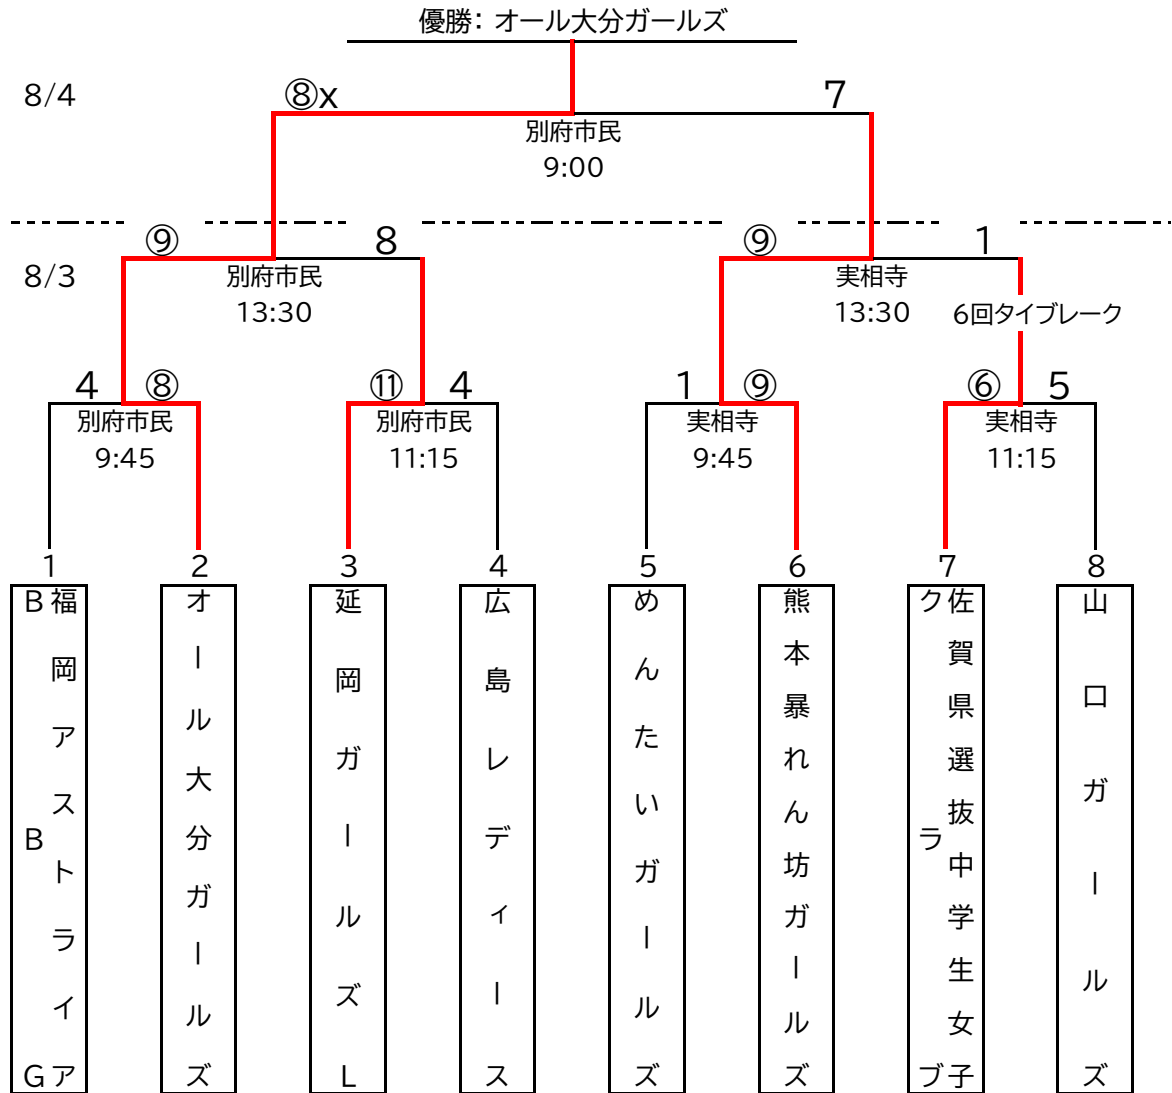 優勝: オール大分ガールズ
8/4
⑧x 7
別府市民
9:00
⑨ 8 ⑨ 1
8/3
別府市民 実相寺
13:30 13:30 6回タイブレーク
4 ⑧ ⑪ 4 1 ⑨ ⑥ 5
別府市民 別府市民 実相寺 実相寺
9:45 11:15 9:45 11:15
1 2 3 4 5 6 7 8
福岡アストライア
BBG
オール大分ガールズ
延岡ガールズL
広島レディース
めんたいガールズ
熊本暴れん坊ガールズ
佐賀県選抜中学生女子
クラブ
山口ガールズ